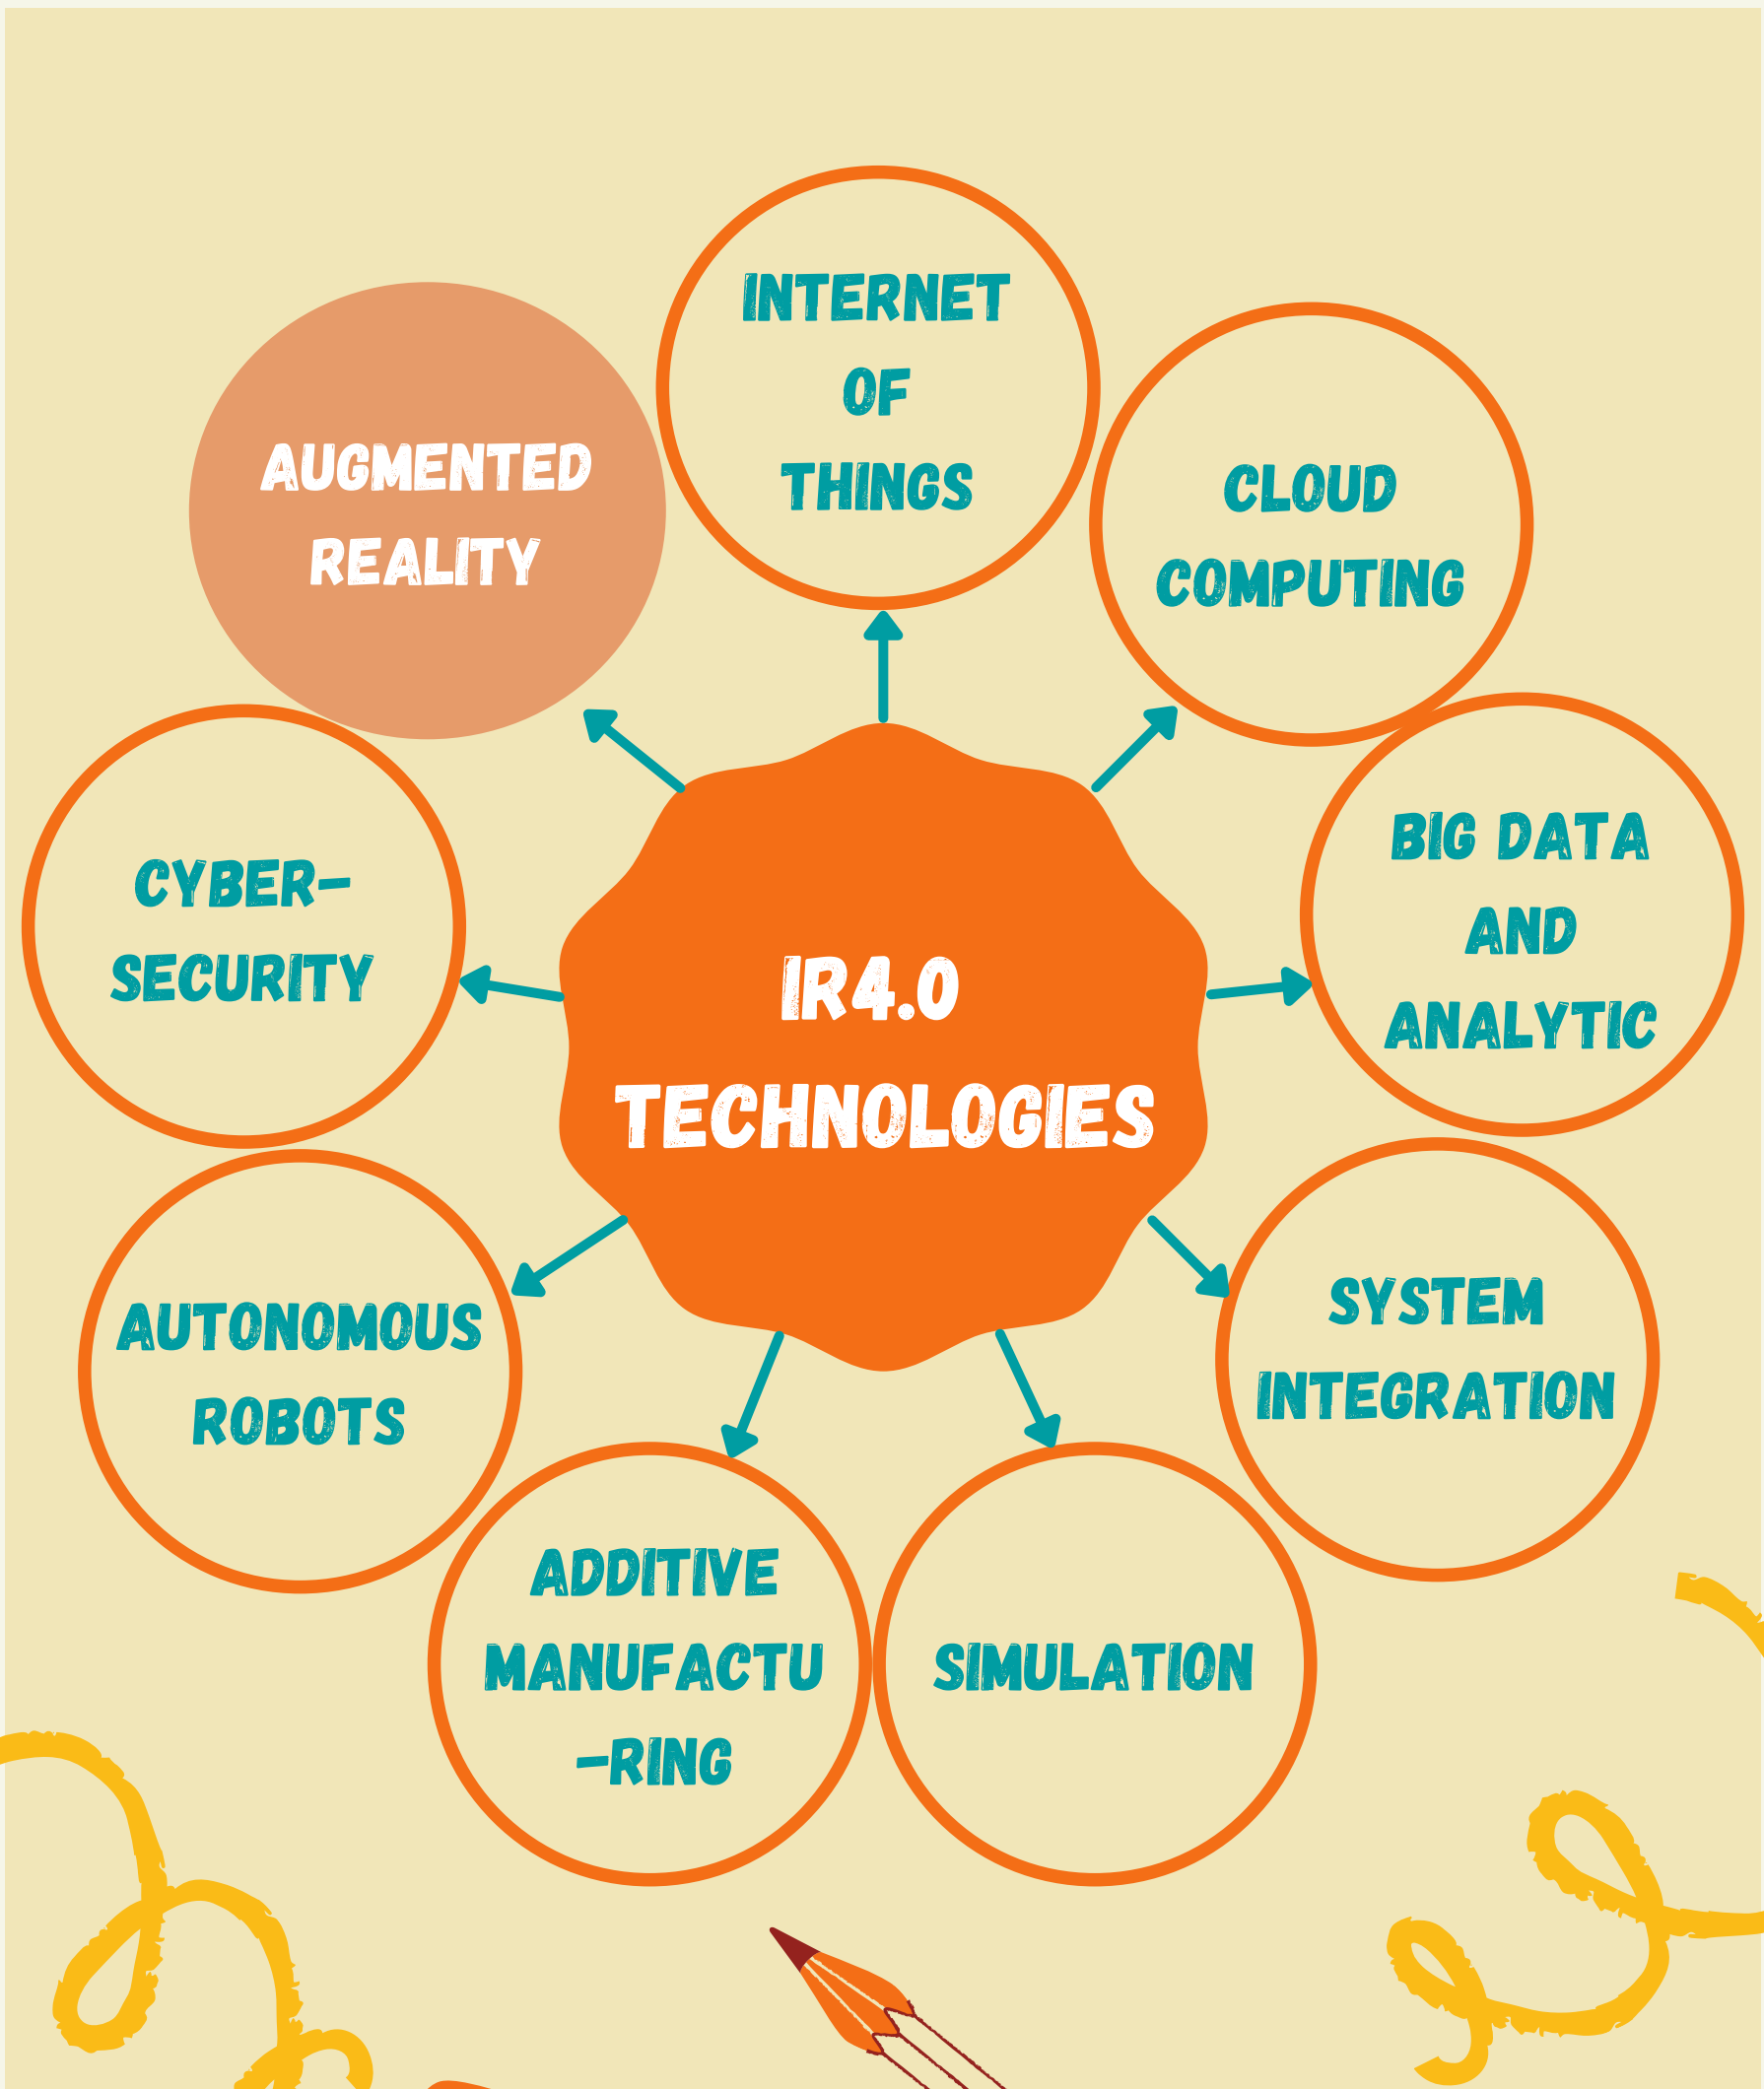 INTERNET
OF
THINGS
AUGMENTED
REALITY
CLOUD
COMPUTING
BIG DATA
AND
ANALYTIC
CYBER-
SECURITY
IR4.0
TECHNOLOGIES
SYSTEM
INTEGRATION
AUTONOMOUS
ROBOTS
ADDITIVE
MANUFACTU
-RING
SIMULATION